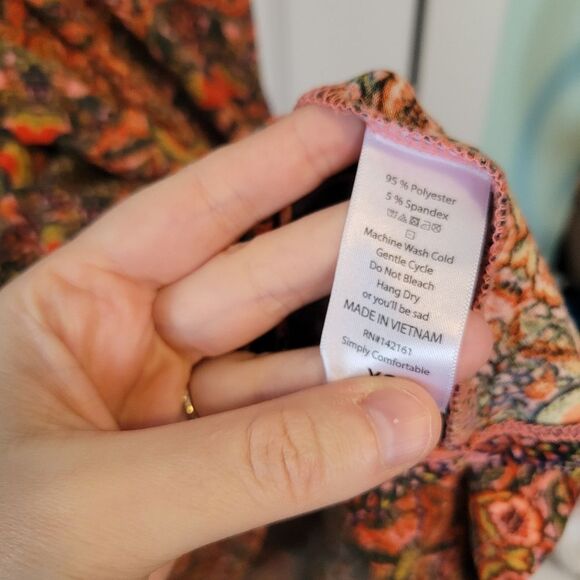 95 % Polyester
5 % Spandex
Machine Wash Cold
Gentle Cycle
Do Not Bleach
Hang Dry
or you'll be sad
MADE IN VIETNAM
RN#142161
Simply Comfortable